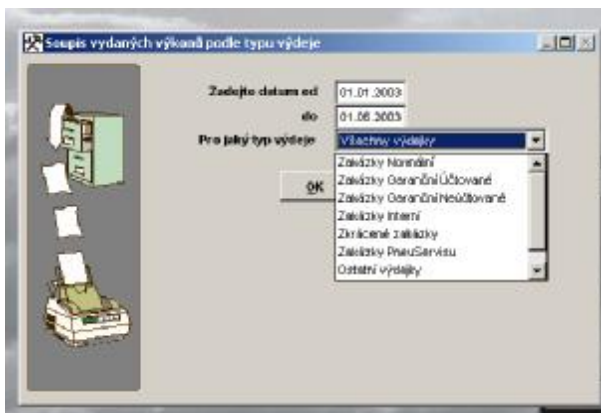 Soupis vydaných výkonů podle typu výdeje
Zadejte datum od 01.01.2003
do 01.06.2003
Pro jaký typ výdeje Všechny výdejky
Zakázky Normální
OK Zakázky Garanční Účtované
Zakázky Garanční Neúčtované
Zakázky Interní
Zkrácené zakázky
Zakázky PneuServisu
Ostatní výdejky